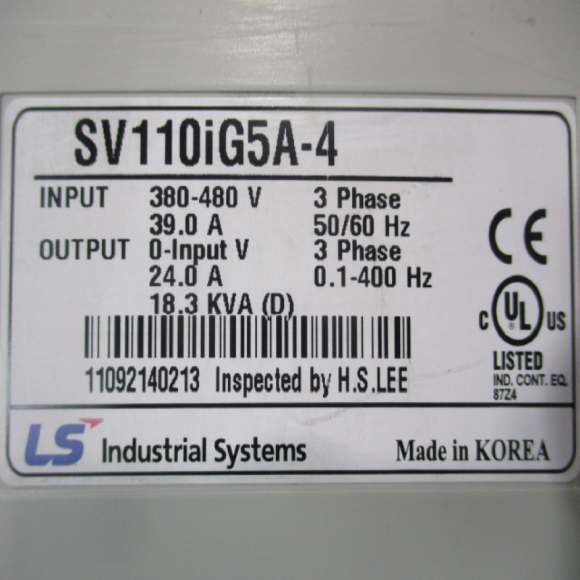 SV110iG5A-4
INPUT 380-480 V 3 Phase
39.0 A 50/60 Hz
OUTPUT 0-Input V 3 Phase
24.0 A 0.1-400 Hz
18.3 KVA (D)
CE
C UL US
LISTED
IND. CONT. EQ.
87Z4
11092140213 Inspected by H.S.LEE
LS Industrial Systems Made in KOREA